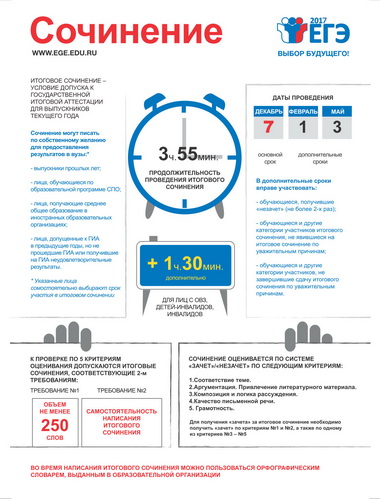 Сочинение
WWW.EGE.EDU.RU
2017
ЕГЭ
ВЫБОР БУДУЩЕГО!
ИТОГОВОЕ СОЧИНЕНИЕ –
УСЛОВИЕ ДОПУСКА К
ГОСУДАРСТВЕННОЙ
ИТОГОВОЙ АТТЕСТАЦИИ
ДЛЯ ВЫПУСКНИКОВ
ТЕКУЩЕГО ГОДА
Сочинение могут писать
по собственному желанию
для предоставления
результатов в вузы:*
- выпускники прошлых лет;
- лица, обучающиеся по
образовательной программе СПО;
- лица, получающие среднее
общее образование в
иностранных образовательных
организациях;
- лица, допущенные к ГИА
в предыдущие годы, но не
прошедшие ГИА или получившие
на ГИА неудовлетворительные
результаты.
* Указанные лица
самостоятельно выбирают срок
участия в итоговом сочинении
3 ч. 55 мин.
ПРОДОЛЖИТЕЛЬНОСТЬ
ПРОВЕДЕНИЯ ИТОГОВОГО
СОЧИНЕНИЯ
+ 1 ч. 30 мин.
ДОПОЛНИТЕЛЬНО
ДЛЯ ЛИЦ С ОВЗ,
ДЕТЕЙ-ИНВАЛИДОВ,
ИНВАЛИДОВ
ДАТЫ ПРОВЕДЕНИЯ
ДЕКАБРЬ ФЕВРАЛЬ МАЙ
7 1 3
основной срок
дополнительные сроки
В дополнительные сроки
вправе участвовать:
- обучающиеся, получившие
«незачет» (не более 2-х раз);
- обучающиеся и другие
категории участников итогового
сочинения, не явившиеся на
итоговое сочинение по
уважительным причинам;
- обучающиеся и другие
категории участников, не
завершившие сдачу итогового
сочинения по уважительным
причинам.
К ПРОВЕРКЕ ПО 5 КРИТЕРИЯМ
ОЦЕНИВАНИЯ ДОПУСКАЮТСЯ ИТОГОВЫЕ
СОЧИНЕНИЯ, СООТВЕТСТВУЮЩИЕ 2-м
ТРЕБОВАНИЯМ:
ТРЕБОВАНИЕ №1 ТРЕБОВАНИЕ №2
ОБЪЕМ
НЕ МЕНЕЕ
250
СЛОВ
САМОСТОЯТЕЛЬНОСТЬ
НАПИСАНИЯ
ИТОГОВОГО
СОЧИНЕНИЯ
СОЧИНЕНИЕ ОЦЕНИВАЕТСЯ ПО СИСТЕМЕ
«ЗАЧЕТ»/«НЕЗАЧЕТ» ПО СЛЕДУЮЩИМ КРИТЕРИЯМ:
1.Соответствие теме.
2.Аргументация. Привлечение литературного материала.
3.Композиция и логика рассуждения.
4.Качество письменной речи.
5. Грамотность.
Для получения «зачета» за итоговое сочинение необходимо
получить «зачет» по критериям №1 и №2, а также по одному
из критериев №3 – №5
ВО ВРЕМЯ НАПИСАНИЯ ИТОГОВОГО СОЧИНЕНИЯ МОЖНО ПОЛЬЗОВАТЬСЯ ОРФОГРАФИЧЕСКИМ
СЛОВАРЕМ, ВЫДАННЫМ В ОБРАЗОВАТЕЛЬНОЙ ОРГАНИЗАЦИИ